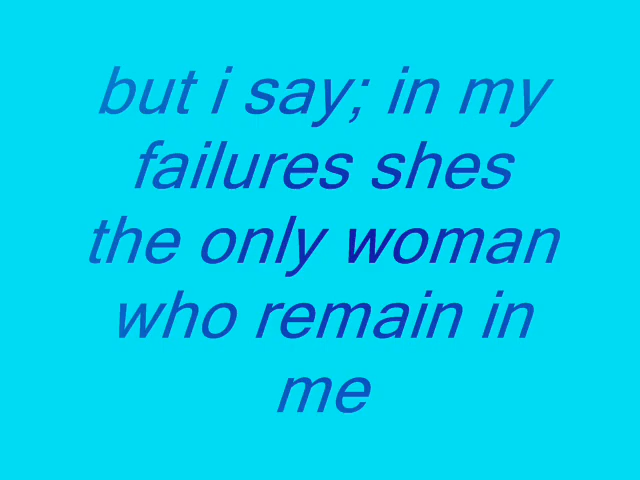 but i say; in my
failures shes
the only woman
who remain in
me